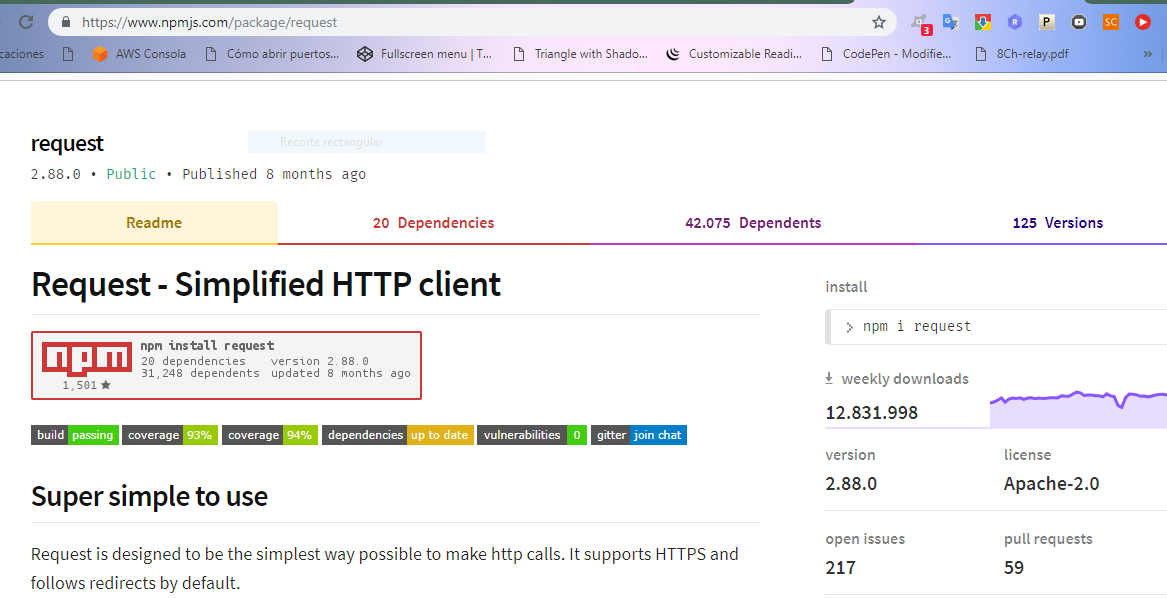 https://www.npmjs.com/package/request
3
SC
caciones AWS Consola Cómo abrir puertos... Fullscreen menu | T... Triangle with Shado... Customizable Readi... CodePen - Modifie... 8Ch-relay.pdf »
request
Recorte rectangular
2.88.0 • Public • Published 8 months ago
Readme 20 Dependencies 42.075 Dependents 125 Versions
Request - Simplified HTTP client
npm
npm install request
20 dependencies version 2.88.0
31,248 dependents updated 8 months ago
1,501 ★
build passing coverage 93% coverage 94% dependencies up to date vulnerabilities 0 gitter join chat
Super simple to use
Request is designed to be the simplest way possible to make http calls. It supports HTTPS and
follows redirects by default.
install
> npm i request
weekly downloads
12.831.998
version license
2.88.0 Apache-2.0
open issues pull requests
217 59